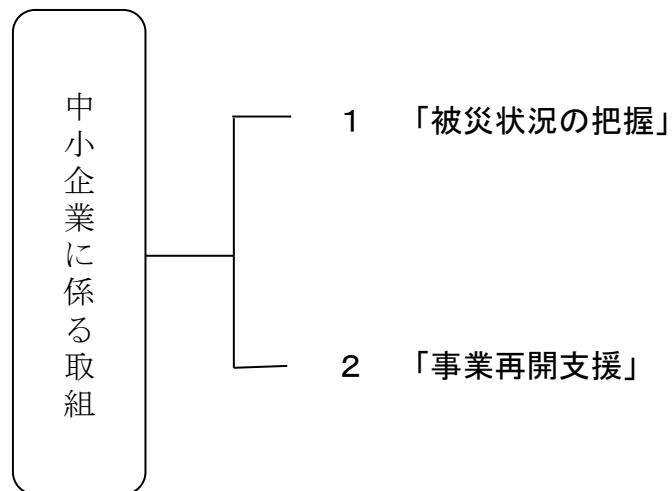 中小企業に係る取組
１　「被災状況の把握」
２　「事業再開支援」